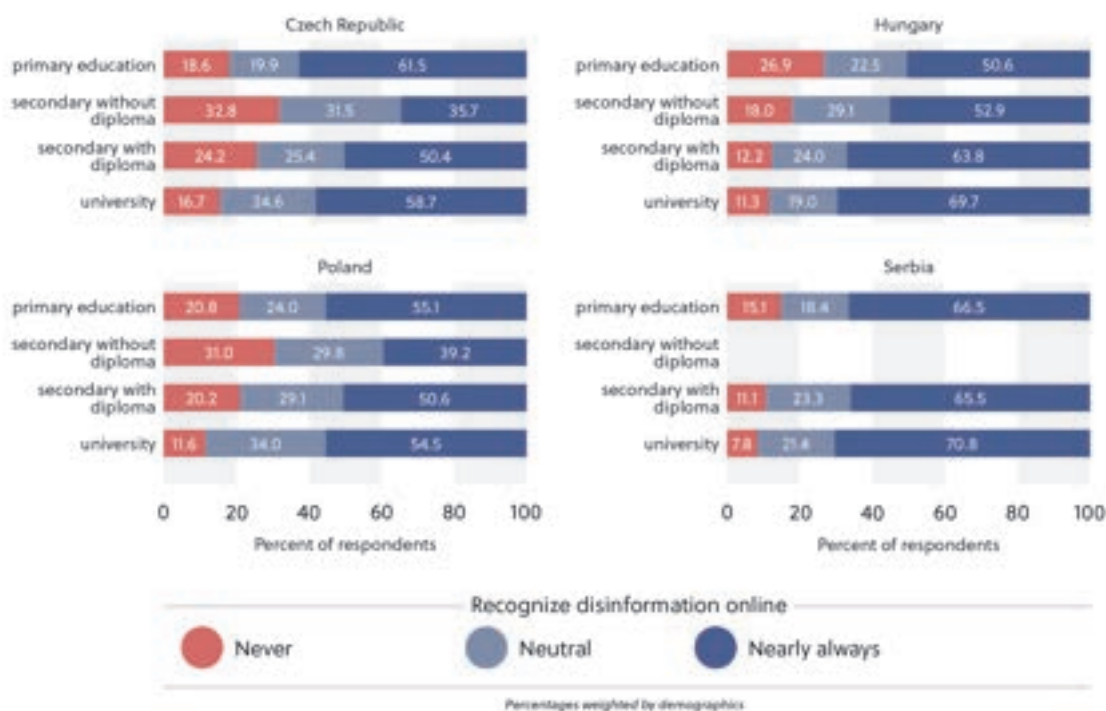 Czech Republic
primary education 18.6 19.9 61.5
secondary without
diploma 32.8 31.5 35.7
secondary with
diploma 24.2 25.4 50.4
university 16.7 24.6 58.7
Hungary
primary education 26.9 22.5 50.6
secondary without
diploma 18.0 29.1 52.9
secondary with
diploma 12.2 24.0 63.8
university 11.3 19.0 69.7
Poland
primary education 20.8 24.0 55.1
secondary without
diploma 31.0 29.8 39.2
secondary with
diploma 20.2 29.1 50.6
university 11.6 34.0 54.5
0 20 40 60 80 100
Percent of respondents
Serbia
primary education 15.1 18.4 66.5
secondary without
diploma
secondary with
diploma 11.1 23.3 65.5
university 7.8 21.4 70.8
0 20 40 60 80 100
Percent of respondents
Recognize disinformation online
Never
Neutral
Nearly always
Percentages weighted by demographics